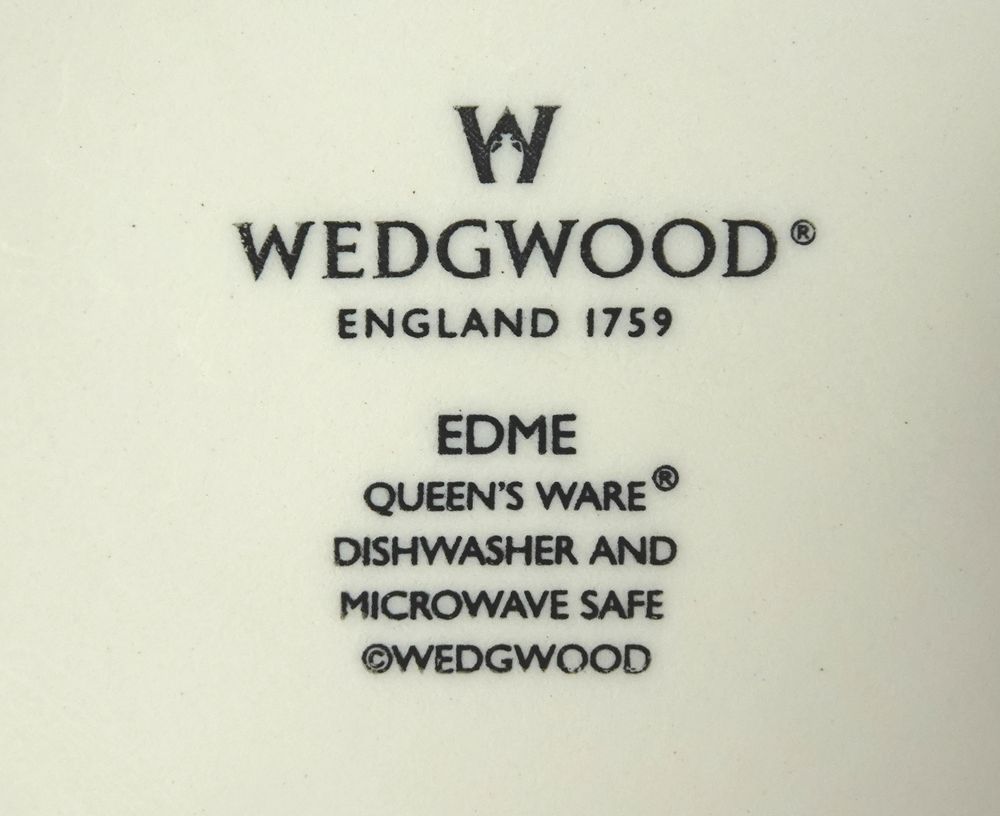 W
WEDGWOOD®
ENGLAND 1759
EDME
QUEEN'S WARE®
DISHWASHER AND
MICROWAVE SAFE
©WEDGWOOD